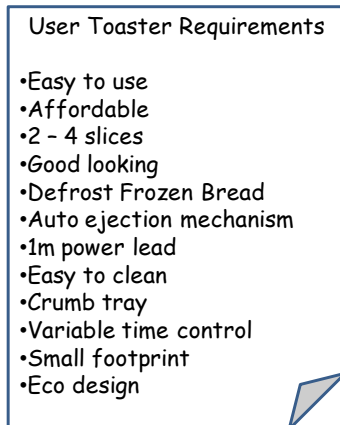 User Toaster Requirements
•Easy to use
•Affordable
•2 – 4 slices
•Good looking
•Defrost Frozen Bread
•Auto ejection mechanism
•1m power lead
•Easy to clean
•Crumb tray
•Variable time control
•Small footprint
•Eco design